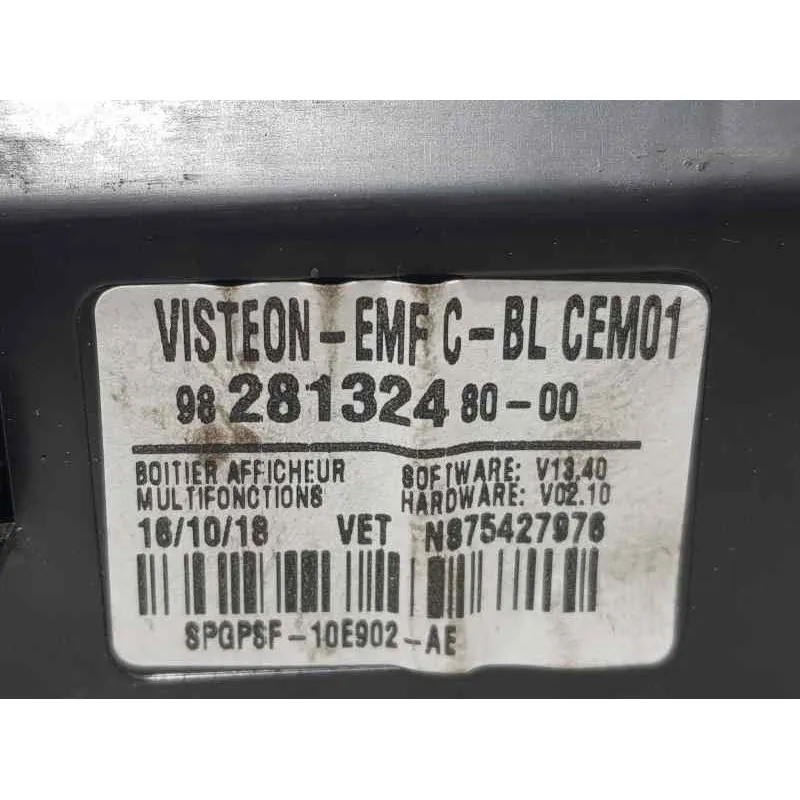 VISTEON-EMF C-BL CEM01
98 281324 80-00
BOITIER AFFICHEUR SOFTWARE: V13.40
MULTIFONCTIONS HARDWARE: V02.10
16/10/18 VET N875427976
SPGPSF-10E902-AE